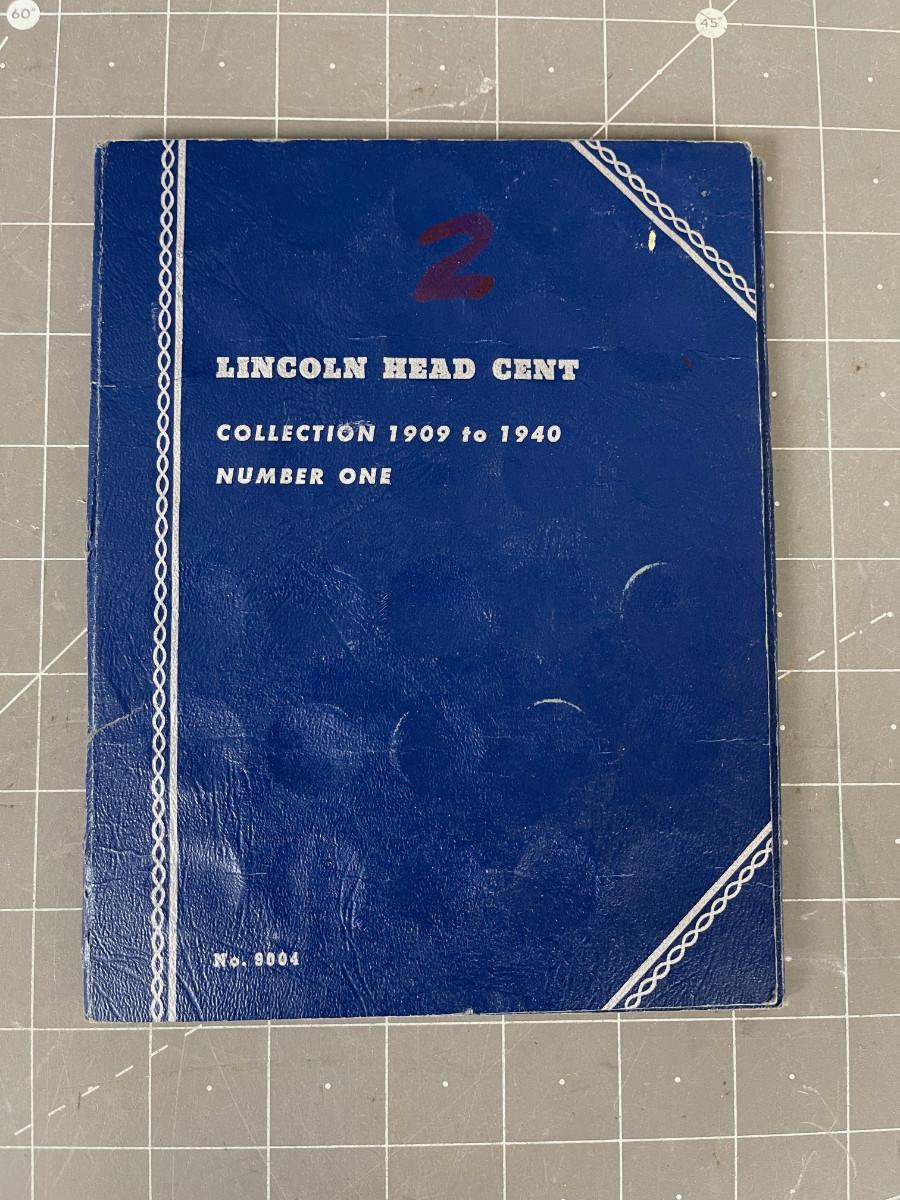 60°
45°
2
LINCOLN HEAD CENT
COLLECTION 1909 to 1940
NUMBER ONE
No. 9004